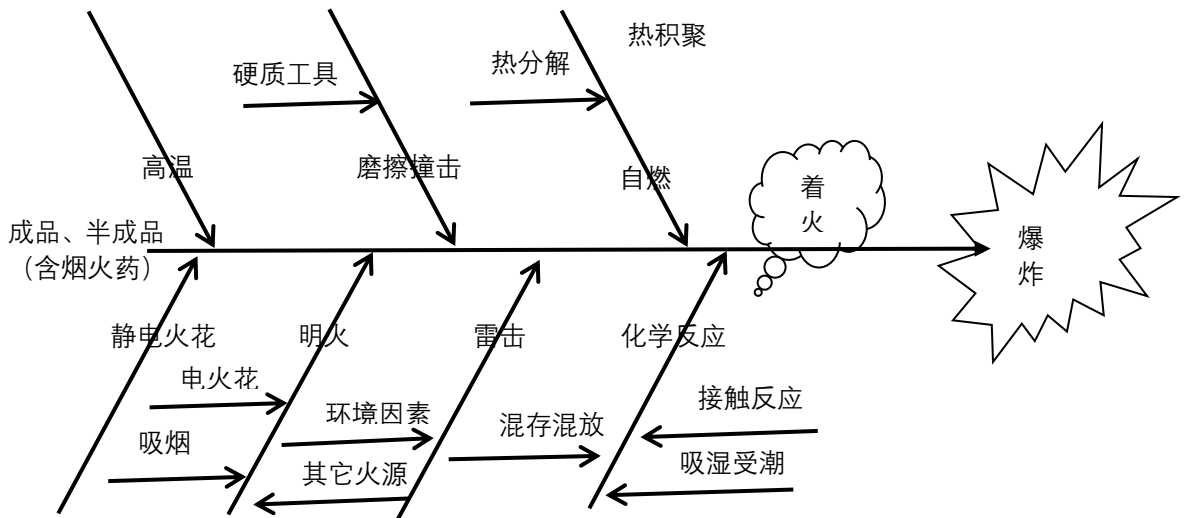 热积聚
热分解
硬质工具
高温
磨擦撞击
自燃
着
火
成品、半成品
（含烟火药）
爆
炸
静电火花
明火
雷击
化学反应
电火花
环境因素
混存混放
接触反应
吸烟
其它火源
吸湿受潮